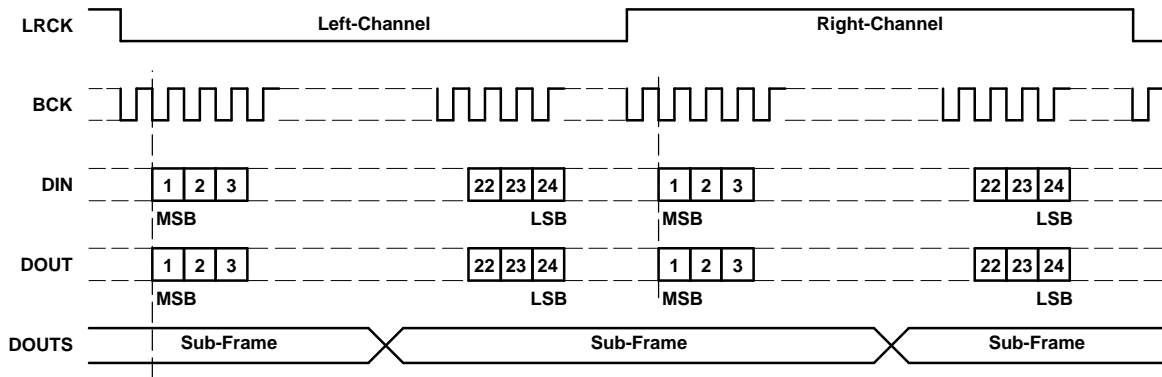 LRCK Left-Channel Right-Channel
BCK
DIN 1 2 3 22 23 24 1 2 3 22 23 24
MSB LSB MSB LSB
DOUT 1 2 3 22 23 24 1 2 3 22 23 24
MSB LSB MSB LSB
DOUTS Sub-Frame Sub-Frame Sub-Frame